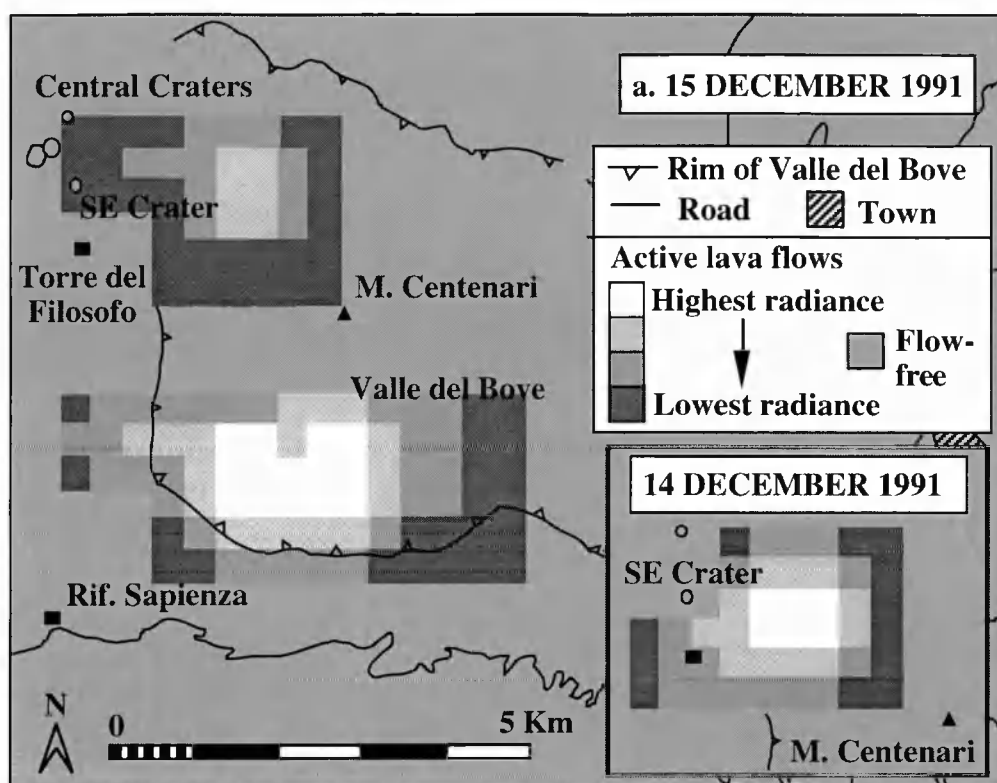 a. 15 DECEMBER 1991
Central Craters
Rim of Valle del Bove
Road
Town
SE Crater
Torre del
Filosofo
M. Centenari
Active lava flows
Highest radiance
Flow-
free
Lowest radiance
Valle del Bove
14 DECEMBER 1991
SE Crater
Rif. Sapienza
N
0
5 Km
M. Centenari